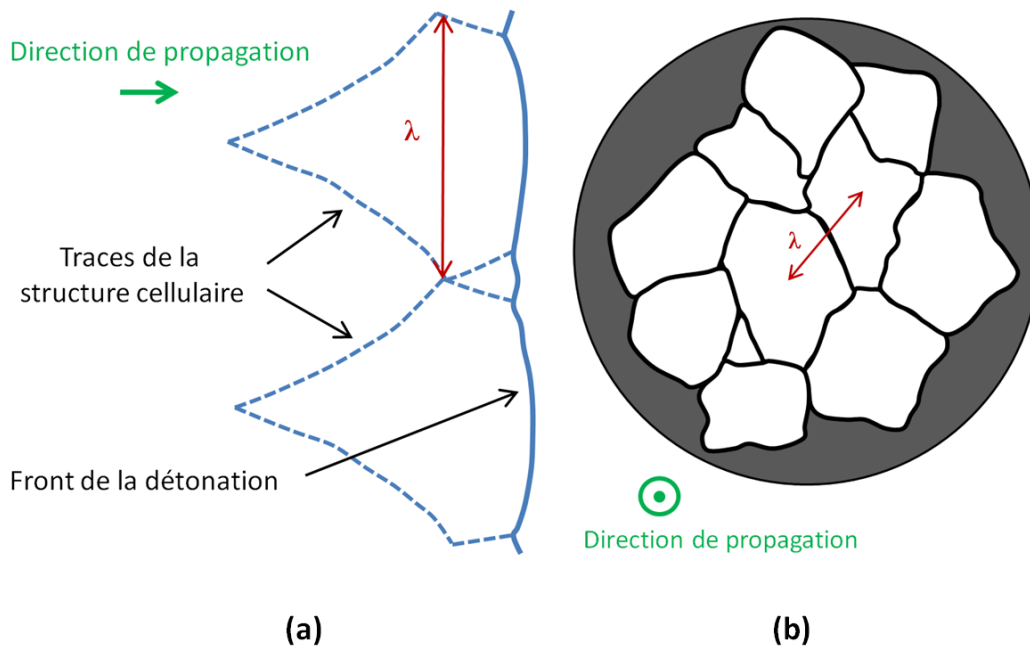 Direction de propagation
λ
Traces de la
structure cellulaire
Front de la détonation
(a)
λ
Direction de propagation
(b)